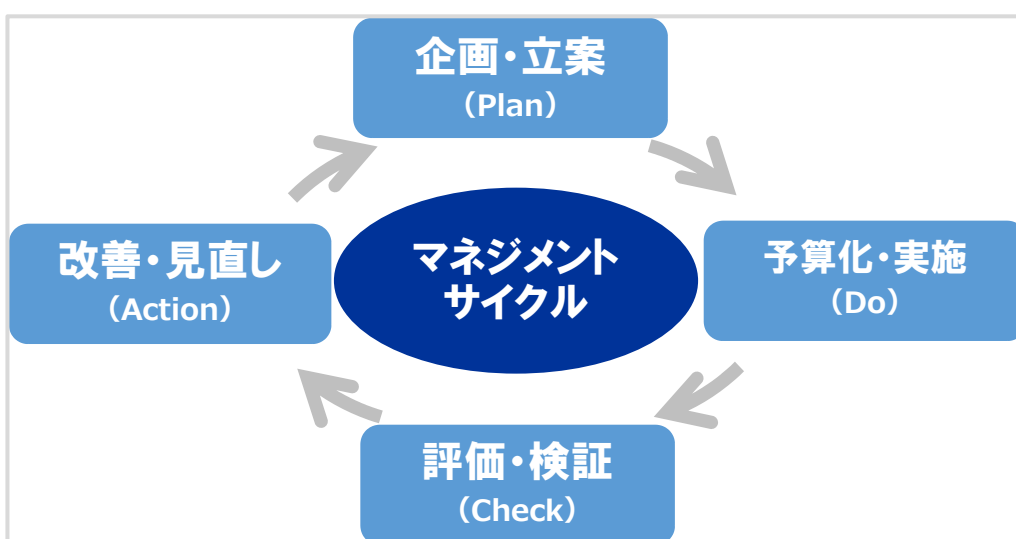 企画・立案
（Plan）
改善・見直し
（Action）
マネジメント
サイクル
予算化・実施
（Do）
評価・検証
（Check）